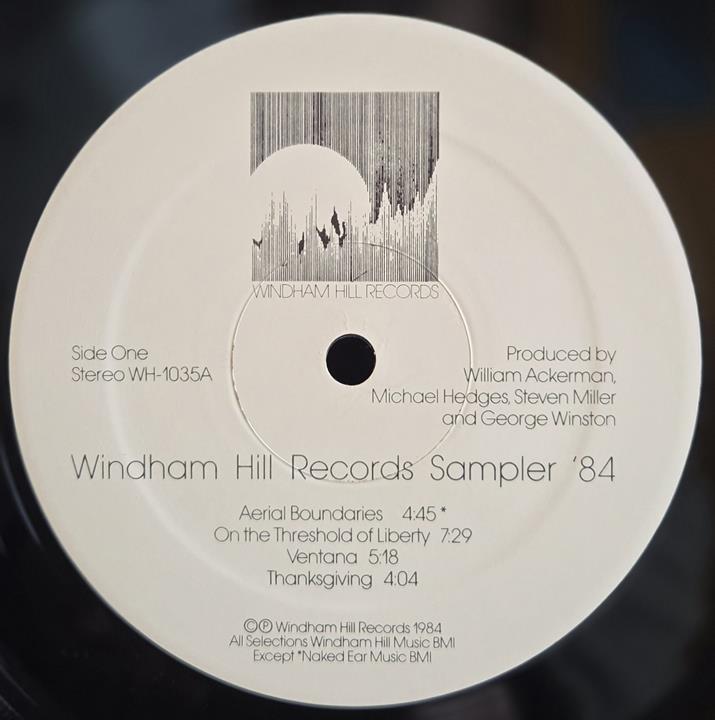 WINDHAM HILL RECORDS
Side One
Stereo WH-1035A
Produced by
William Ackerman,
Michael Hedges, Steven Miller
and George Winston
Windham Hill Records Sampler '84
Aerial Boundaries 4:45*
On the Threshold of Liberty 7:29
Ventana 5:18
Thanksgiving 4:04
©℗ Windham Hill Records 1984
All Selections Windham Hill Music BMI
Except *Naked Ear Music BMI